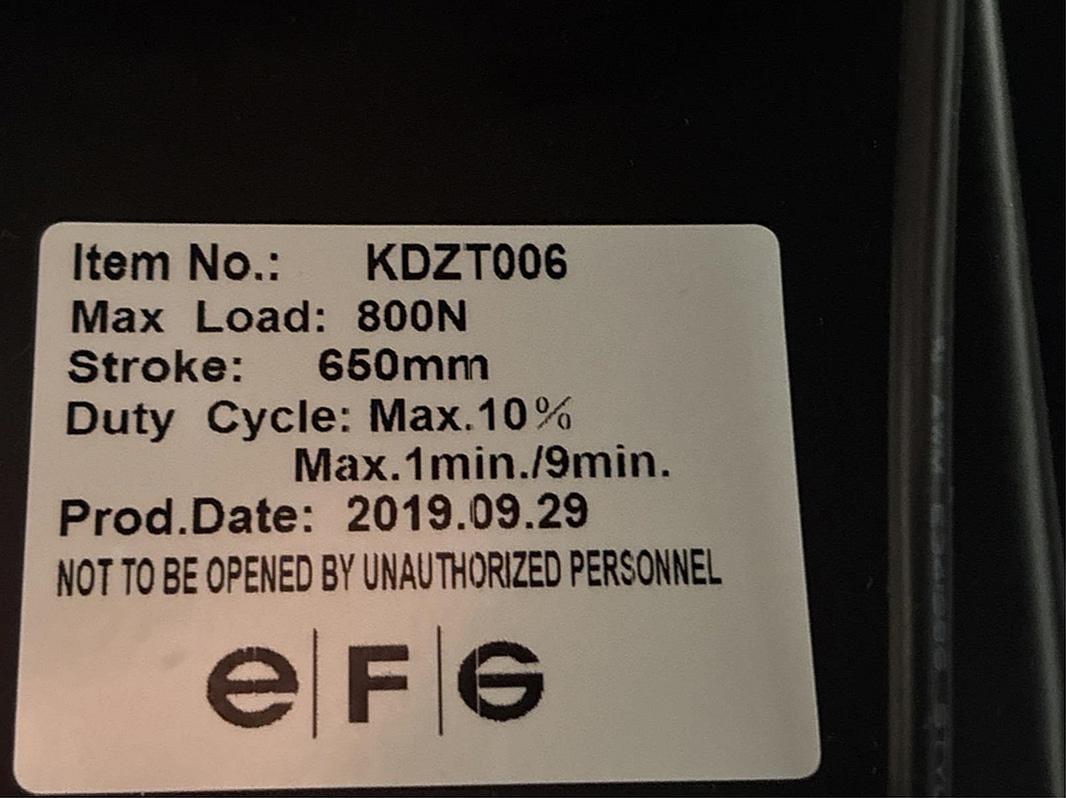 Item No.: KDZT006
Max Load: 800N
Stroke: 650mm
Duty Cycle: Max.10%
Max.1min./9min.
Prod.Date: 2019.09.29
NOT TO BE OPENED BY UNAUTHORIZED PERSONNEL
eFG